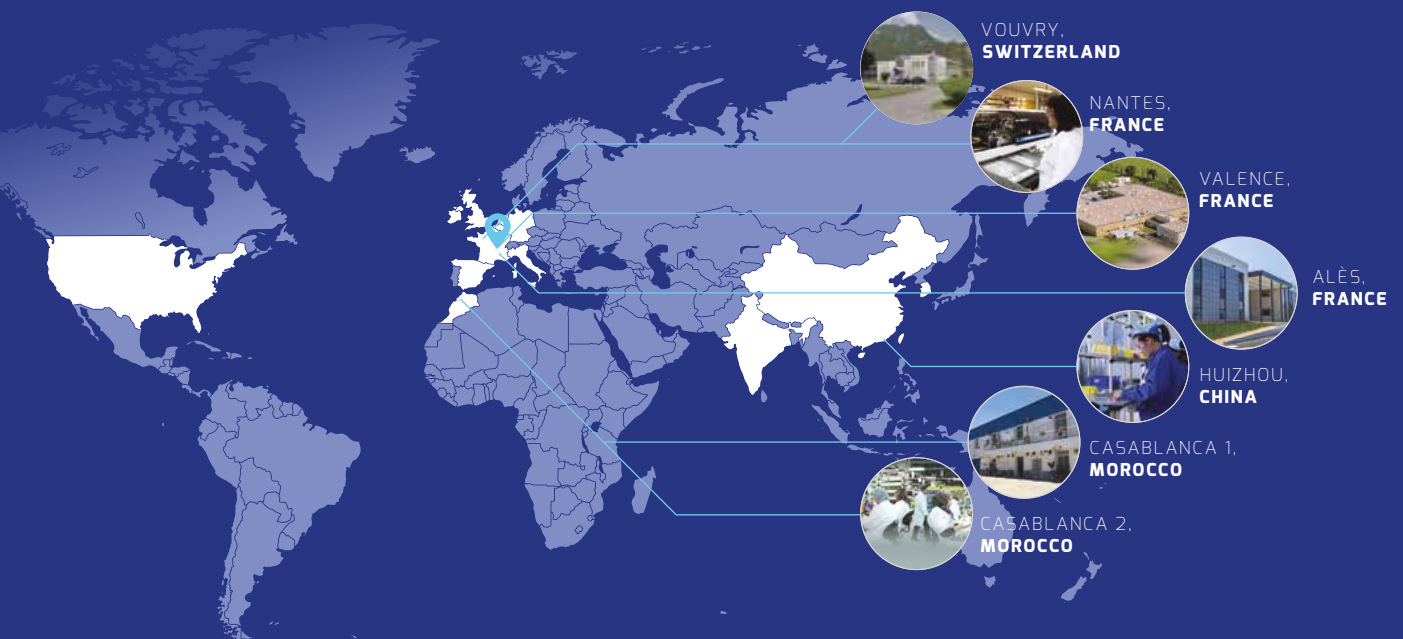 VOUVRY,
SWITZERLAND
NANTES,
FRANCE
VALENCE,
FRANCE
ALÈS,
FRANCE
HUIZHOU,
CHINA
CASABLANCA 1,
MOROCCO
CASABLANCA 2,
MOROCCO